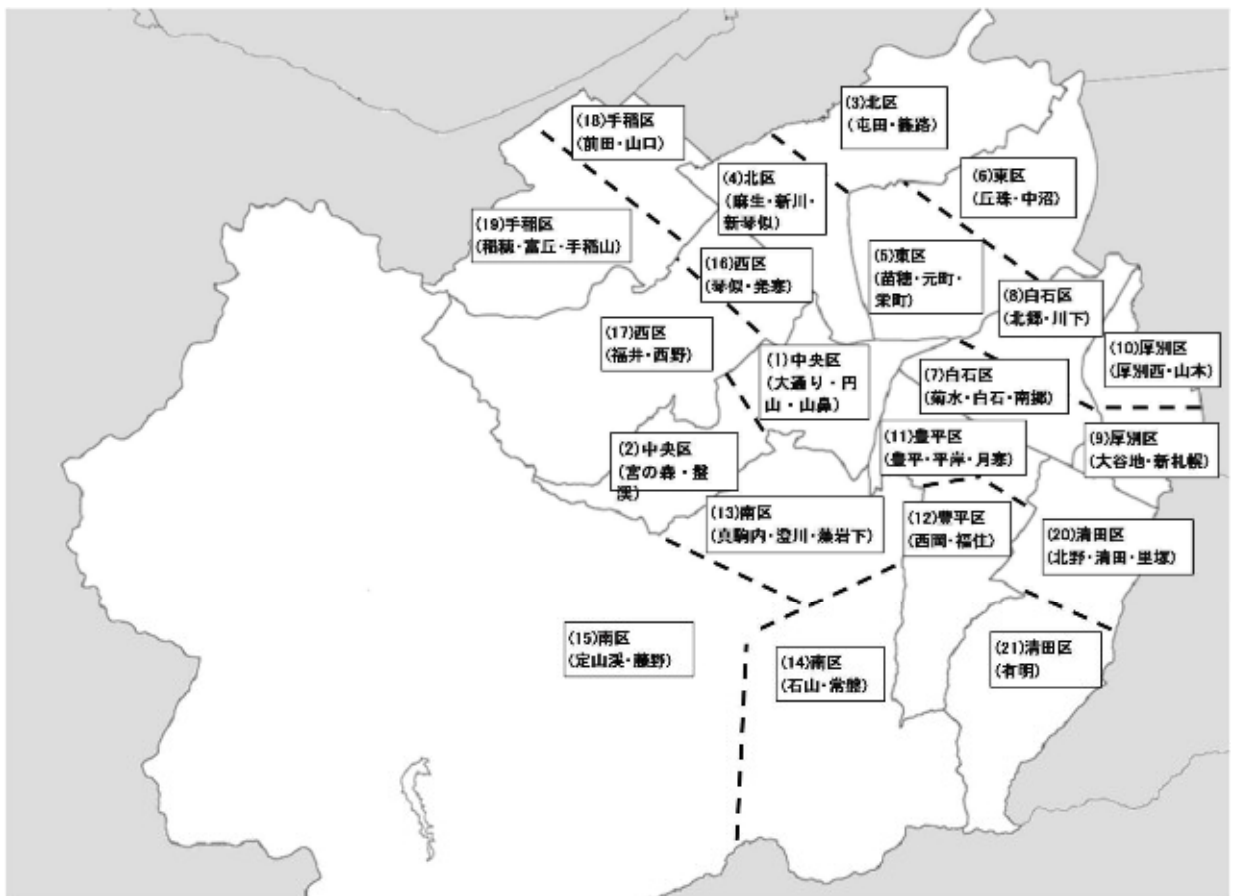 (18)手稲区
(前田・山口)
(3)北区
(屯田・篠路)
(4)北区
(麻生・新川・
新琴似)
(6)東区
(丘珠・中沼)
(19)手稲区
(稲穂・富丘・手稲山)
(16)西区
(琴似・発寒)
(5)東区
(苗穂・元町・
栄町)
(8)白石区
(北郷・川下)
(17)西区
(福井・西野)
(1)中央区
(大通り・円
山・山鼻)
(10)厚別区
(厚別西・山本)
(7)白石区
(菊水・白石・南郷)
(2)中央区
(宮の森・盤
渓)
(11)豊平区
(豊平・平岸・月寒)
(9)厚別区
(大谷地・新札幌)
(13)南区
(真駒内・澄川・藻岩下)
(12)豊平区
(西岡・福住)
(20)清田区
(北野・清田・里塚)
(15)南区
(定山渓・藤野)
(14)南区
(石山・常盤)
(21)清田区
(有明)